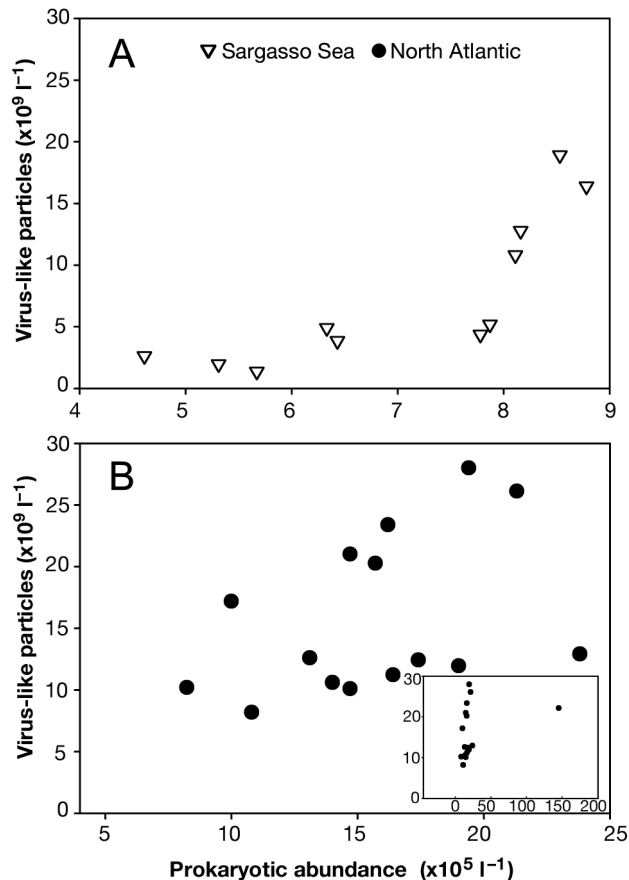 A
▽ Sargasso Sea ● North Atlantic
Virus-like particles (x10⁹ l⁻¹)
30
25
20
15
10
5
0
4 5 6 7 8 9
B
Virus-like particles (x10⁹ l⁻¹)
30
25
20
15
10
5
0
30
20
10
0
0 50 100 150 200
5 10 15 20 25
Prokaryotic abundance (x10⁵ l⁻¹)